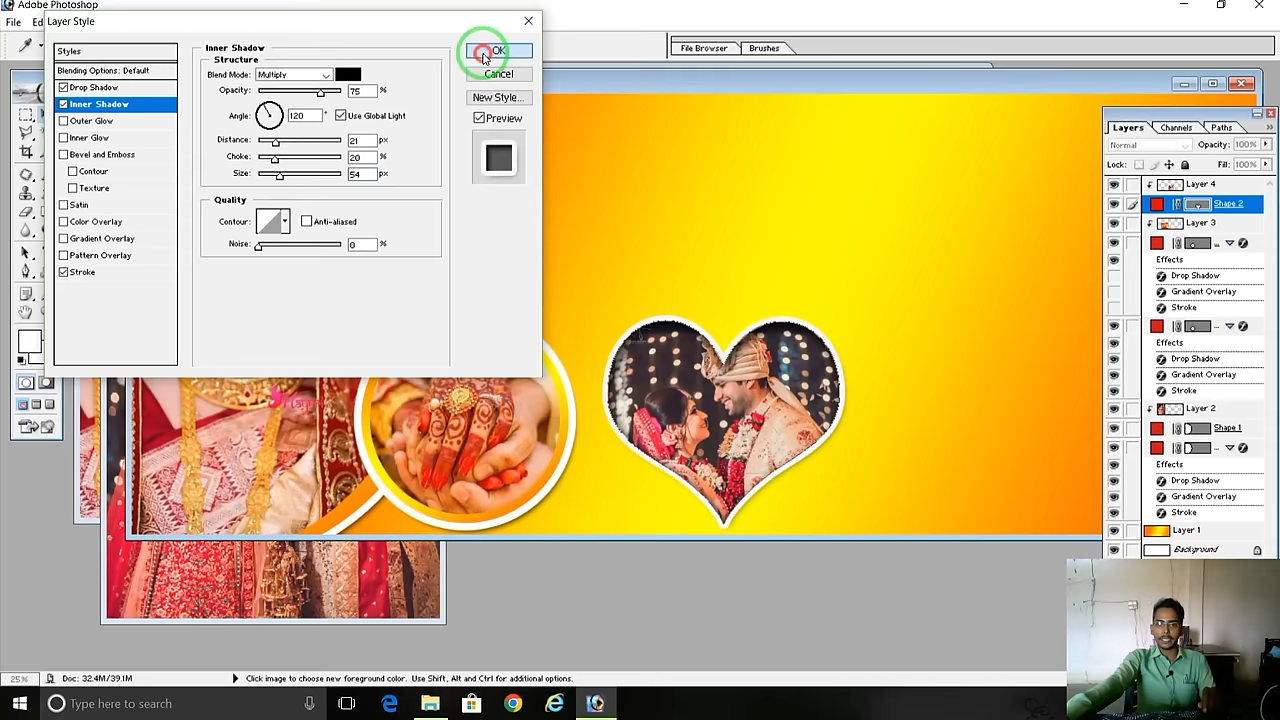 Adobe Photoshop
File Ed
Layer Style
File Browser
Brushes
Styles
Blending Options: Default
Drop Shadow
Inner Shadow
Outer Glow
Inner Glow
Bevel and Emboss
Contour
Texture
Satin
Color Overlay
Gradient Overlay
Pattern Overlay
Stroke
Inner Shadow
Structure
Blend Mode: Multiply
Opacity: 75 %
Angle: 120 ° Use Global Light
Distance: 21 px
Choke: 20 %
Size: 54 px
Quality
Contour: Anti-aliased
Noise: 0 %
OK
Cancel
New Style...
Preview
Layers Channels Paths
Normal Opacity: 100%
Lock: Fill: 100%
Layer 4
Shape 2
Layer 3
...
Effects
Drop Shadow
Gradient Overlay
Stroke
...
Effects
Drop Shadow
Gradient Overlay
Stroke
Layer 2
Shape 1
...
Effects
Drop Shadow
Gradient Overlay
Stroke
Layer 1
Background
25% Doc: 32.4M/39.1M Click image to choose new foreground color. Use Shift, Alt and Ctrl for additional options.
Type here to search